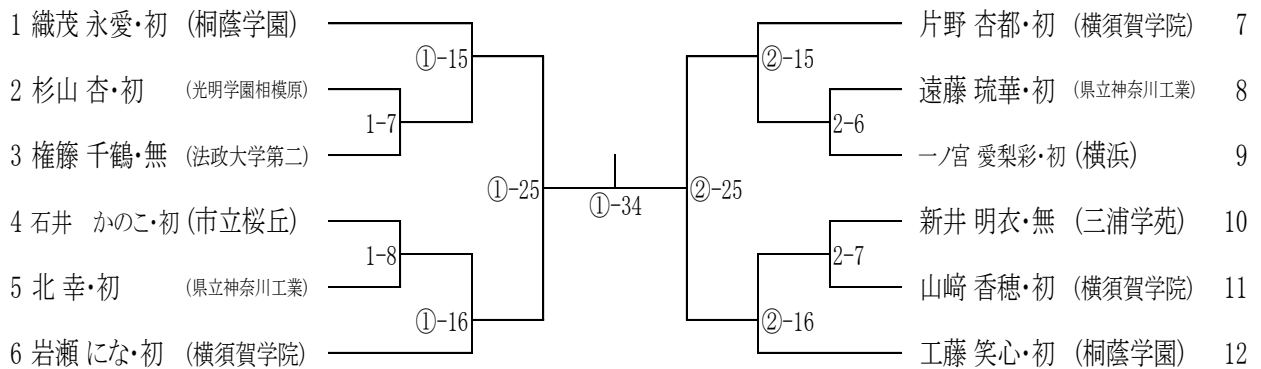 1 織茂 永愛・初 (桐蔭学園)
①-15
2 杉山 杏・初 (光明学園相模原)
1-7
3 権籐 千鶴・無 (法政大学第二)
①-25
4 石井 かのこ・初 (市立桜丘)
1-8
5 北 幸・初 (県立神奈川工業)
①-16
6 岩瀬 にな・初 (横須賀学院)
①-34
片野 杏都・初 (横須賀学院) 7
②-15
遠藤 琉華・初 (県立神奈川工業) 8
2-6
一ノ宮 愛梨彩・初 (横浜) 9
②-25
新井 明衣・無 (三浦学苑) 10
2-7
山﨑 香穂・初 (横須賀学院) 11
②-16
工藤 笑心・初 (桐蔭学園) 12